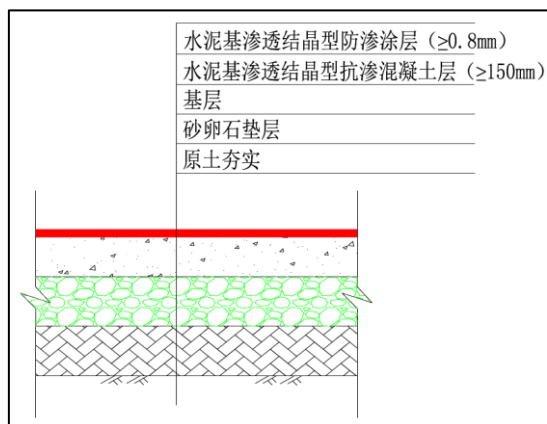 水泥基渗透结晶型防渗涂层（≥0.8mm）
水泥基渗透结晶型抗渗混凝土层（≥150mm）
基层
砂卵石垫层
原土夯实